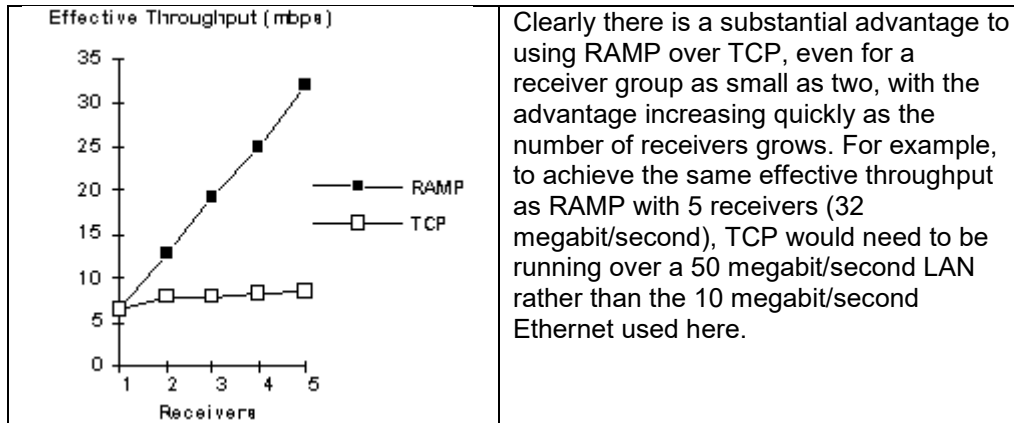 Effective Throughput (mbps)
35
30
25
20
15
10
5
0
1 2 3 4 5
Receivers
RAMP
TCP
Clearly there is a substantial advantage to
using RAMP over TCP, even for a
receiver group as small as two, with the
advantage increasing quickly as the
number of receivers grows. For example,
to achieve the same effective throughput
as RAMP with 5 receivers (32
megabit/second), TCP would need to be
running over a 50 megabit/second LAN
rather than the 10 megabit/second
Ethernet used here.